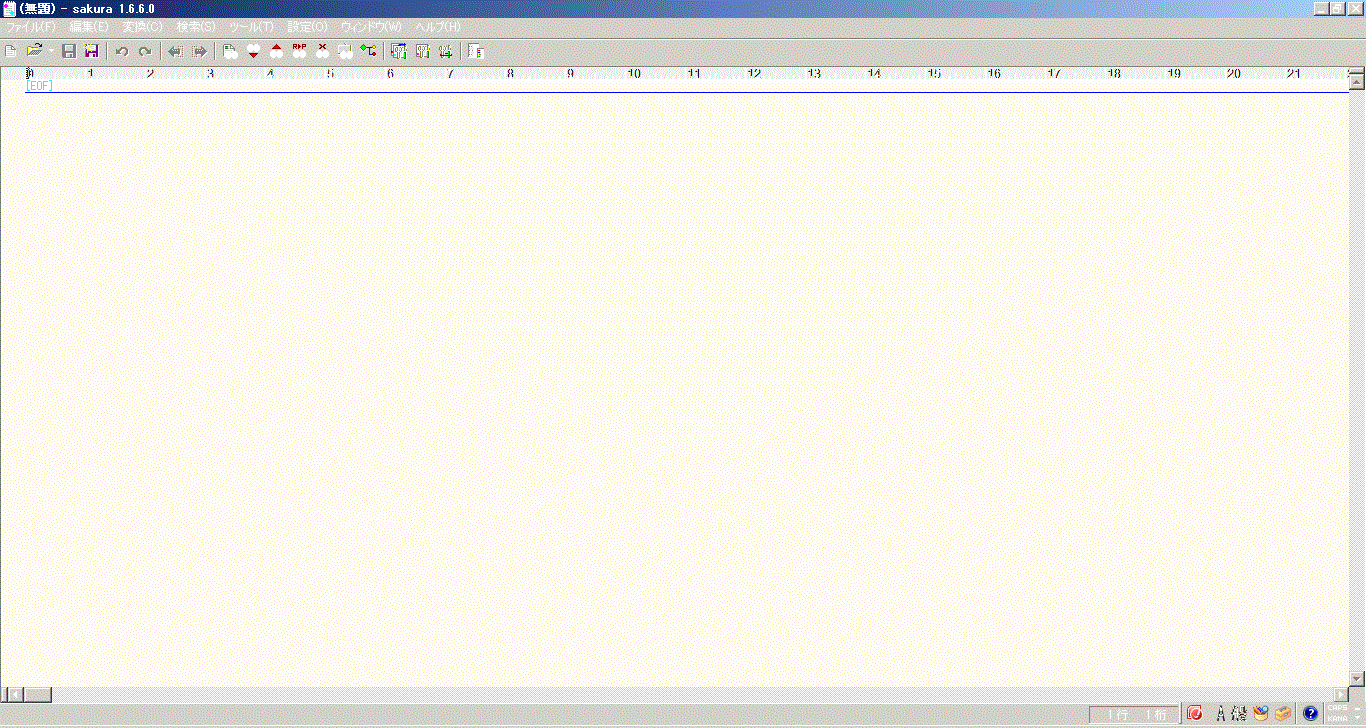 (無題) - sakura 1.6.6.0
ファイル(F) 編集(E) 変換(C) 検索(S) ツール(T) 設定(O) ウィンドウ(W) ヘルプ(H)
0 1 2 3 4 5 6 7 8 9 10 11 12 13 14 15 16 17 18 19 20 21
[EOF]
1行 1桁
A 般
CAPS
KANA